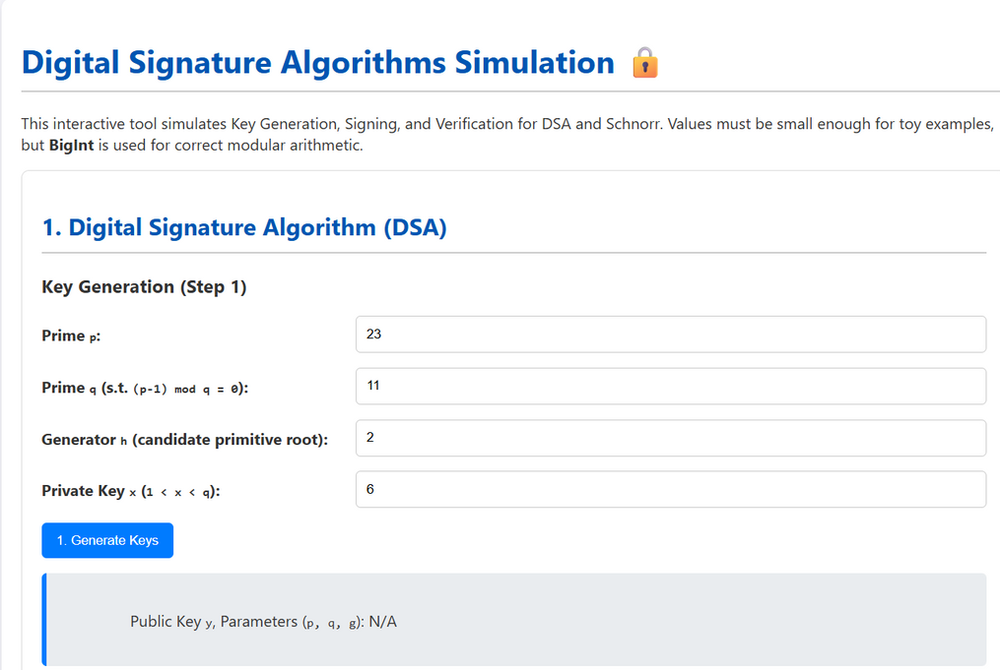 Digital Signature Algorithms Simulation 🔒
This interactive tool simulates Key Generation, Signing, and Verification for DSA and Schnorr. Values must be small enough for toy examples,
but BigInt is used for correct modular arithmetic.
1. Digital Signature Algorithm (DSA)
Key Generation (Step 1)
Prime p: 23
Prime q (s.t. (p-1) mod q = 0): 11
Generator h (candidate primitive root): 2
Private Key x (1 < x < q): 6
1. Generate Keys
Public Key y, Parameters (p, q, g): N/A